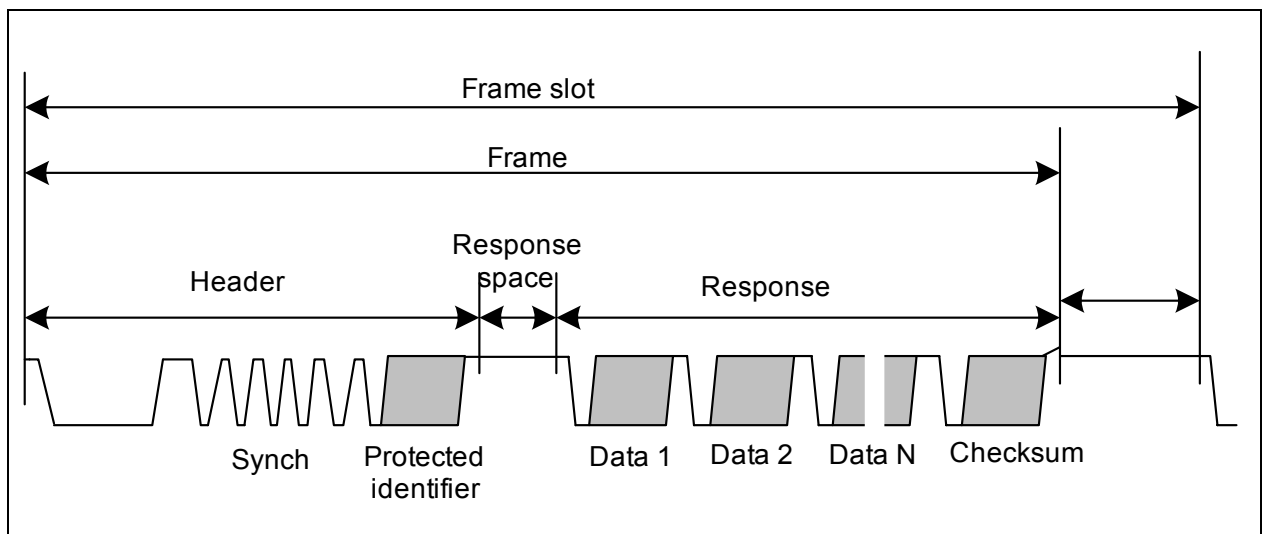 Frame slot
Frame
Header
Response
space
Response
Synch
Protected
identifier
Data 1
Data 2
Data N
Checksum